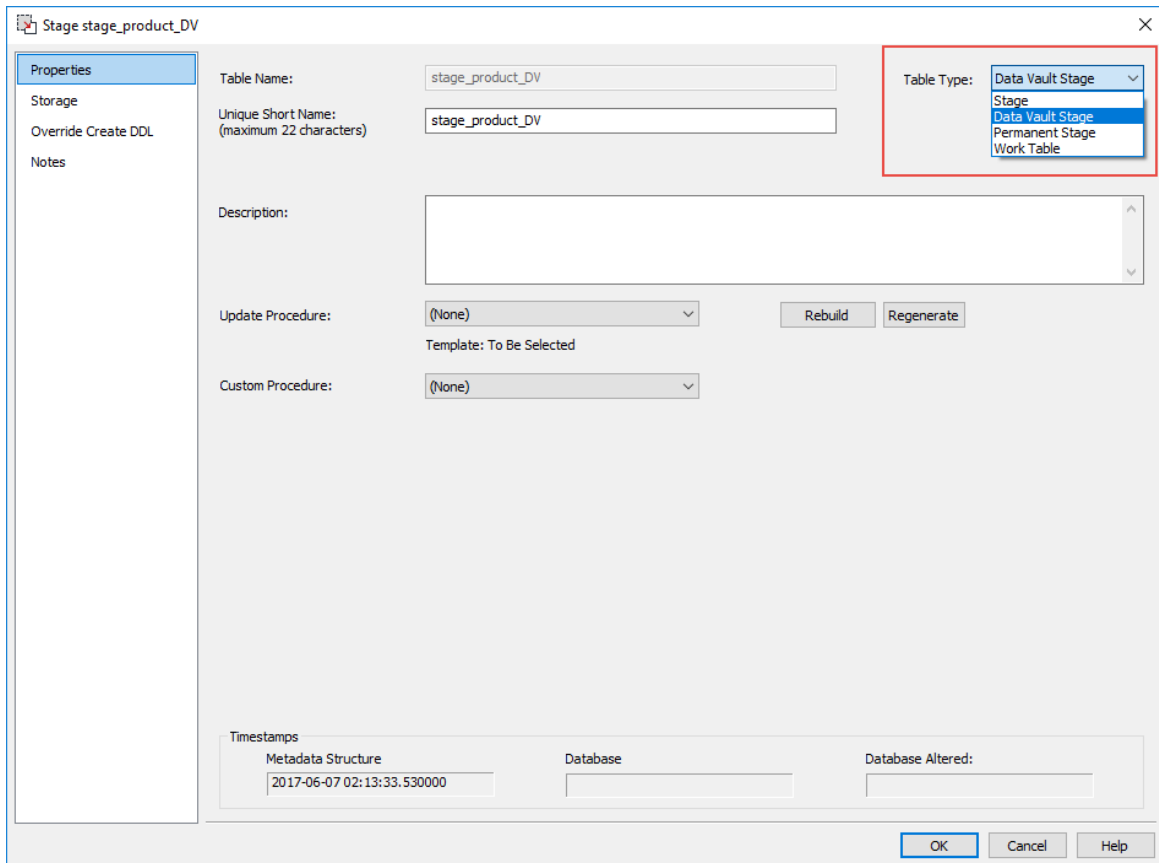 Stage stage_product_DV
Properties
Storage
Override Create DDL
Notes
Table Name:
stage_product_DV
Table Type:
Data Vault Stage
Stage
Data Vault Stage
Permanent Stage
Work Table
Unique Short Name:
(maximum 22 characters)
stage_product_DV
Description:
Update Procedure:
(None)
Rebuild
Regenerate
Template: To Be Selected
Custom Procedure:
(None)
Timestamps
Metadata Structure
Database
Database Altered:
2017-06-07 02:13:33.530000
OK
Cancel
Help